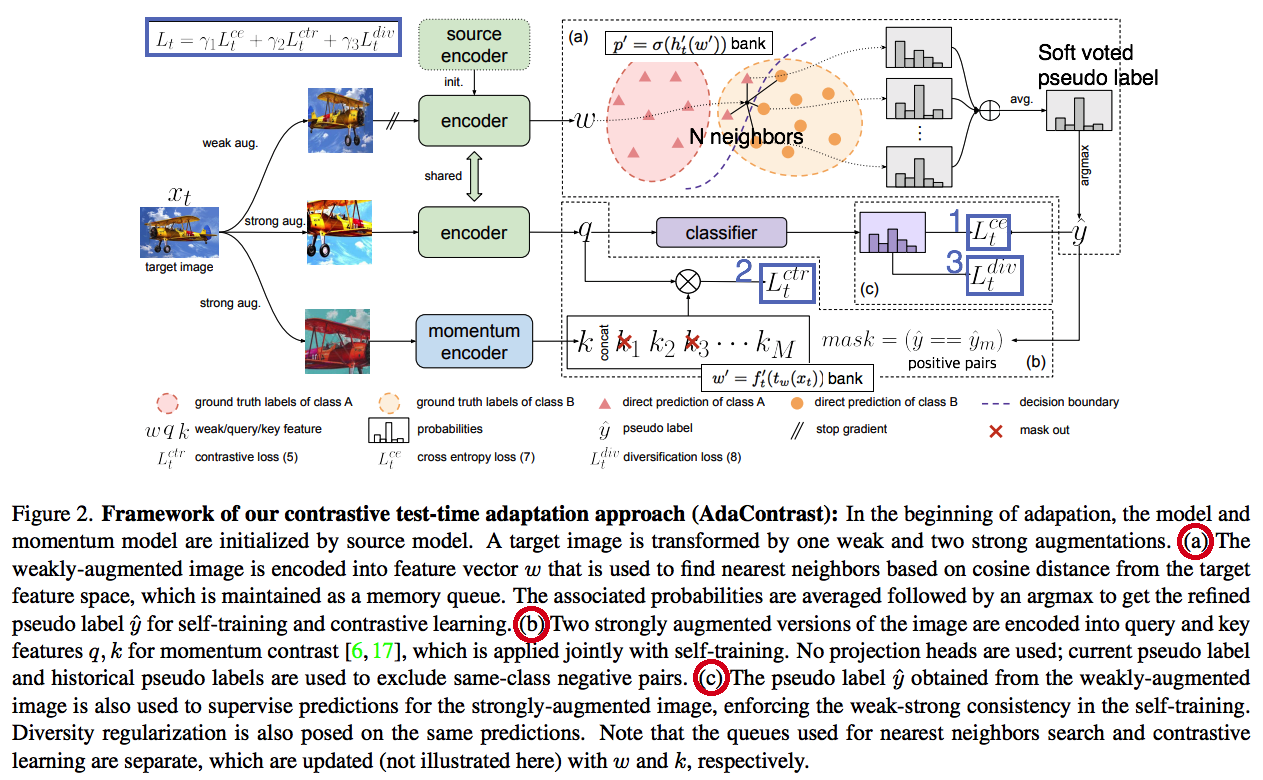 L_t = γ_1 L_t^{ce} + γ_2 L_t^{ctr} + γ_3 L_t^{div}
source
encoder
init.
(a)
p' = σ(h'_t(w')) bank
Soft voted
pseudo label
weak aug.
encoder
w
N neighbors
avg.
argmax
shared
x_t
target image
strong aug.
encoder
q
classifier
1
L_t^{ce}
ŷ
3
L_t^{div}
(c)
2
L_t^{ctr}
strong aug.
momentum
encoder
k concat k_1 k_2 k_3 ⋯ k_M
mask = (ŷ == ŷ_m)
positive pairs
(b)
w' = f'_t(t_w(x_t)) bank
ground truth labels of class A
ground truth labels of class B
direct prediction of class A
direct prediction of class B
decision boundary
w q k weak/query/key feature
probabilities
ŷ pseudo label
// stop gradient
mask out
L_t^{ctr} contrastive loss (5)
L_t^{ce} cross entropy loss (7)
L_t^{div} diversification loss (8)
Figure 2. Framework of our contrastive test-time adaptation approach (AdaContrast): In the beginning of adapation, the model and
momentum model are initialized by source model. A target image is transformed by one weak and two strong augmentations. (a) The
weakly-augmented image is encoded into feature vector w that is used to find nearest neighbors based on cosine distance from the target
feature space, which is maintained as a memory queue. The associated probabilities are averaged followed by an argmax to get the refined
pseudo label ŷ for self-training and contrastive learning. (b) Two strongly augmented versions of the image are encoded into query and key
features q, k for momentum contrast [6, 17], which is applied jointly with self-training. No projection heads are used; current pseudo label
and historical pseudo labels are used to exclude same-class negative pairs. (c) The pseudo label ŷ obtained from the weakly-augmented
image is also used to supervise predictions for the strongly-augmented image, enforcing the weak-strong consistency in the self-training.
Diversity regularization is also posed on the same predictions. Note that the queues used for nearest neighbors search and contrastive
learning are separate, which are updated (not illustrated here) with w and k, respectively.